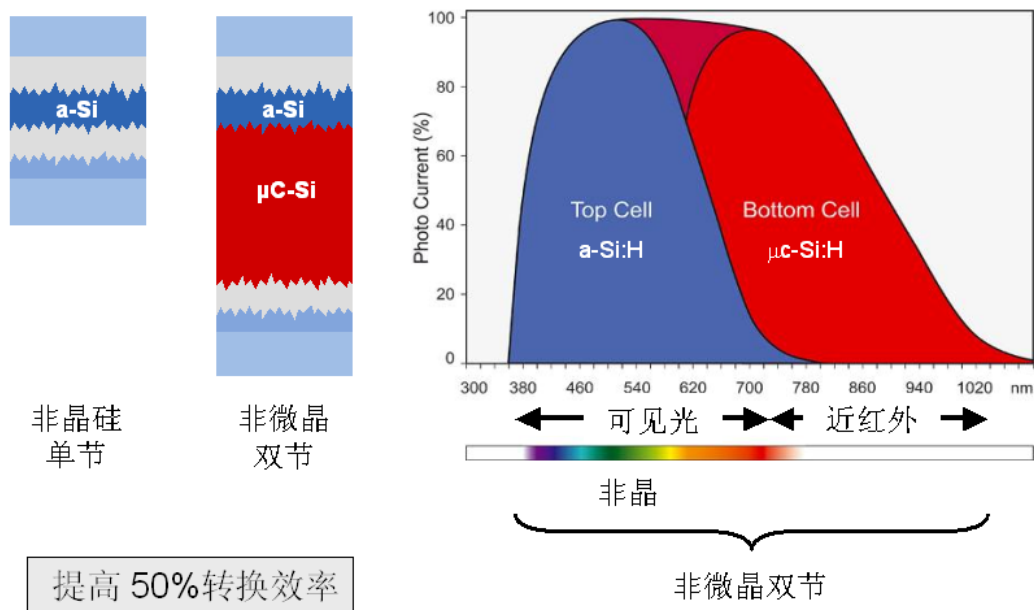 a-Si
a-Si
μC-Si
非晶硅
单节
非微晶
双节
提高 50%转换效率
Photo Current (%)
100
80
60
40
20
0
Top Cell
a-Si:H
Bottom Cell
μc-Si:H
300 380 460 540 620 700 780 860 940 1020 nm
可见光 近红外
非晶
非微晶双节